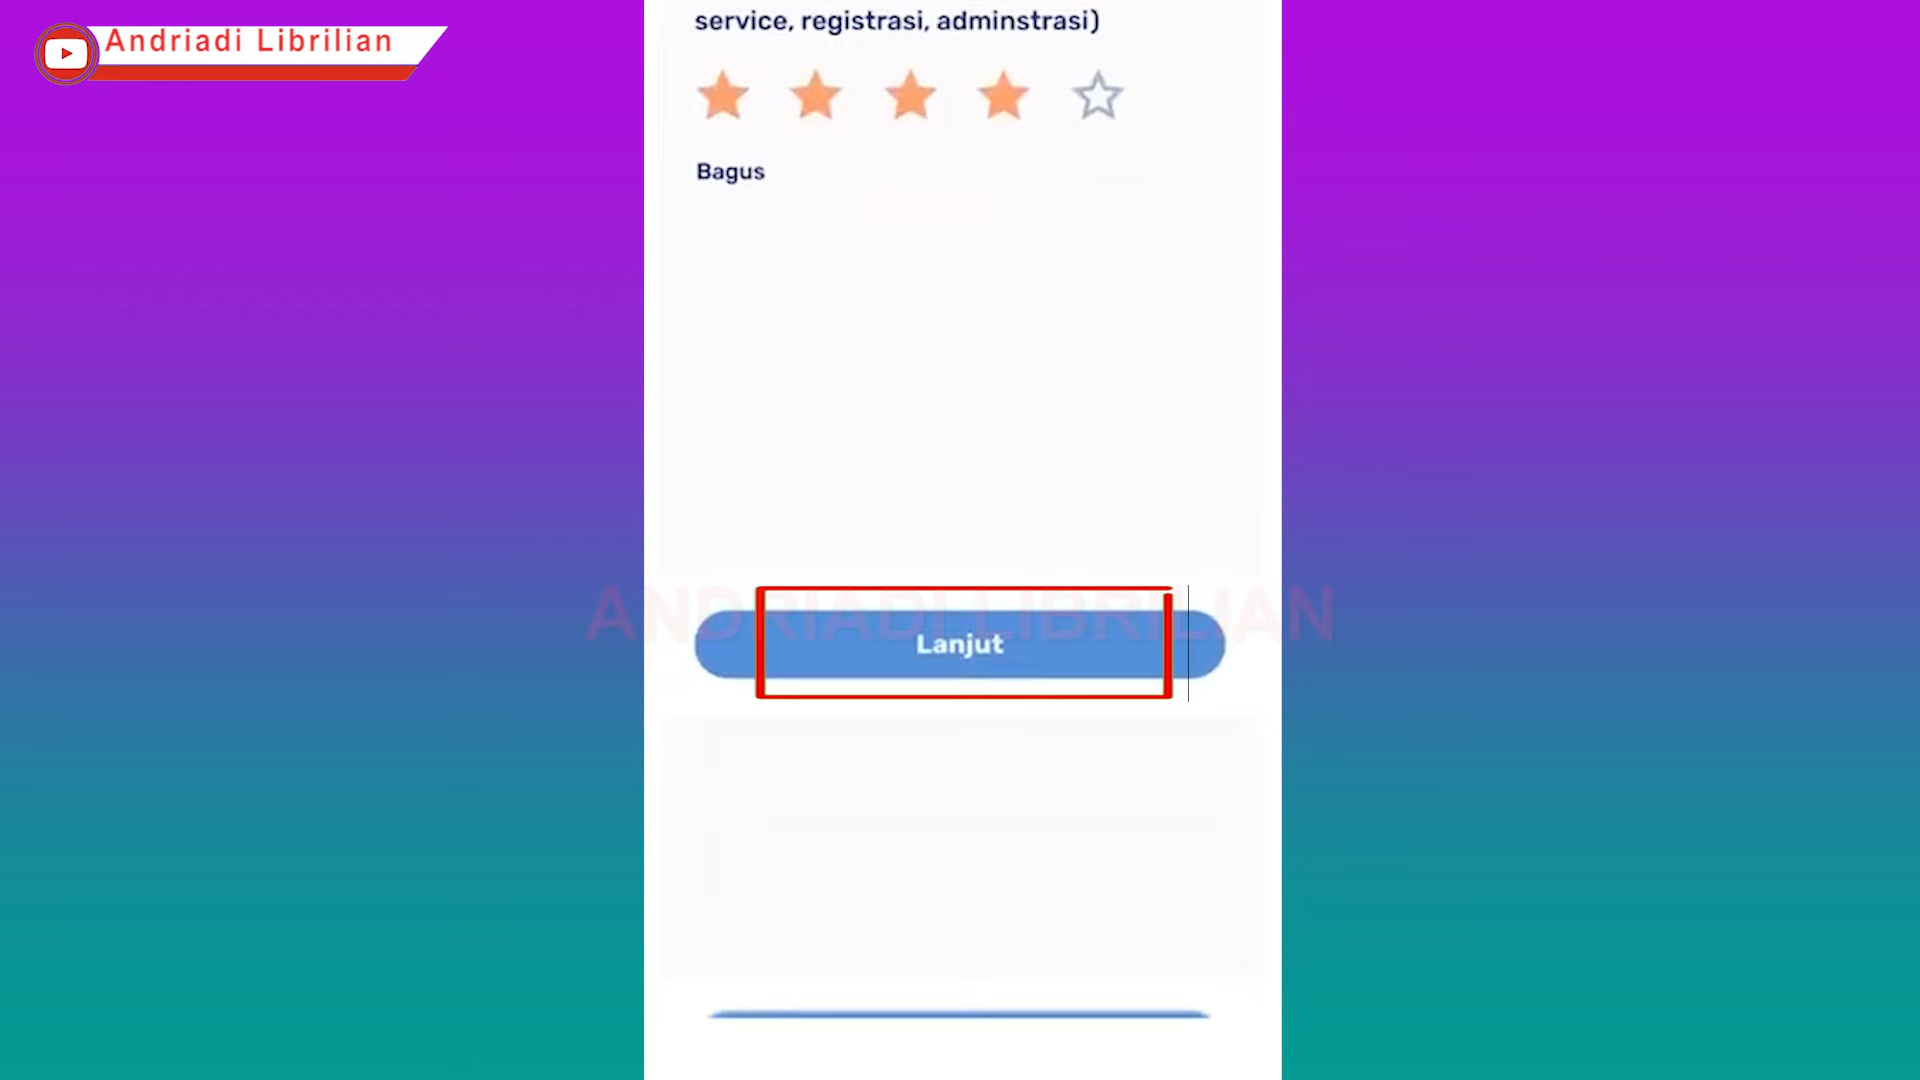 Andriadi Librilian
service, registrasi, adminstrasi)
Bagus
ANDRIADI LIBRILIAN
Lanjut